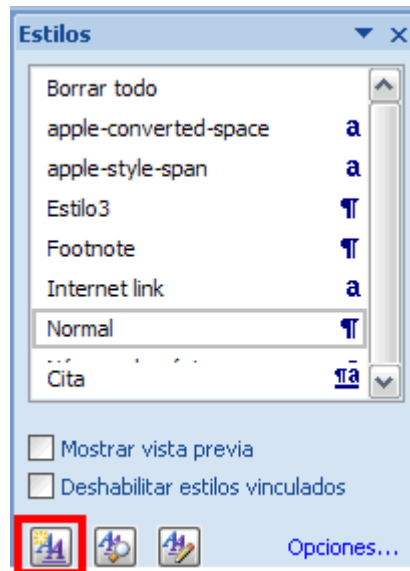 Estilos
Borrar todo
apple-converted-space a
apple-style-span a
Estilo3 ¶
Footnote ¶
Internet link a
Normal ¶
Cita ¶a
Mostrar vista previa
Deshabilitar estilos vinculados
Opciones...